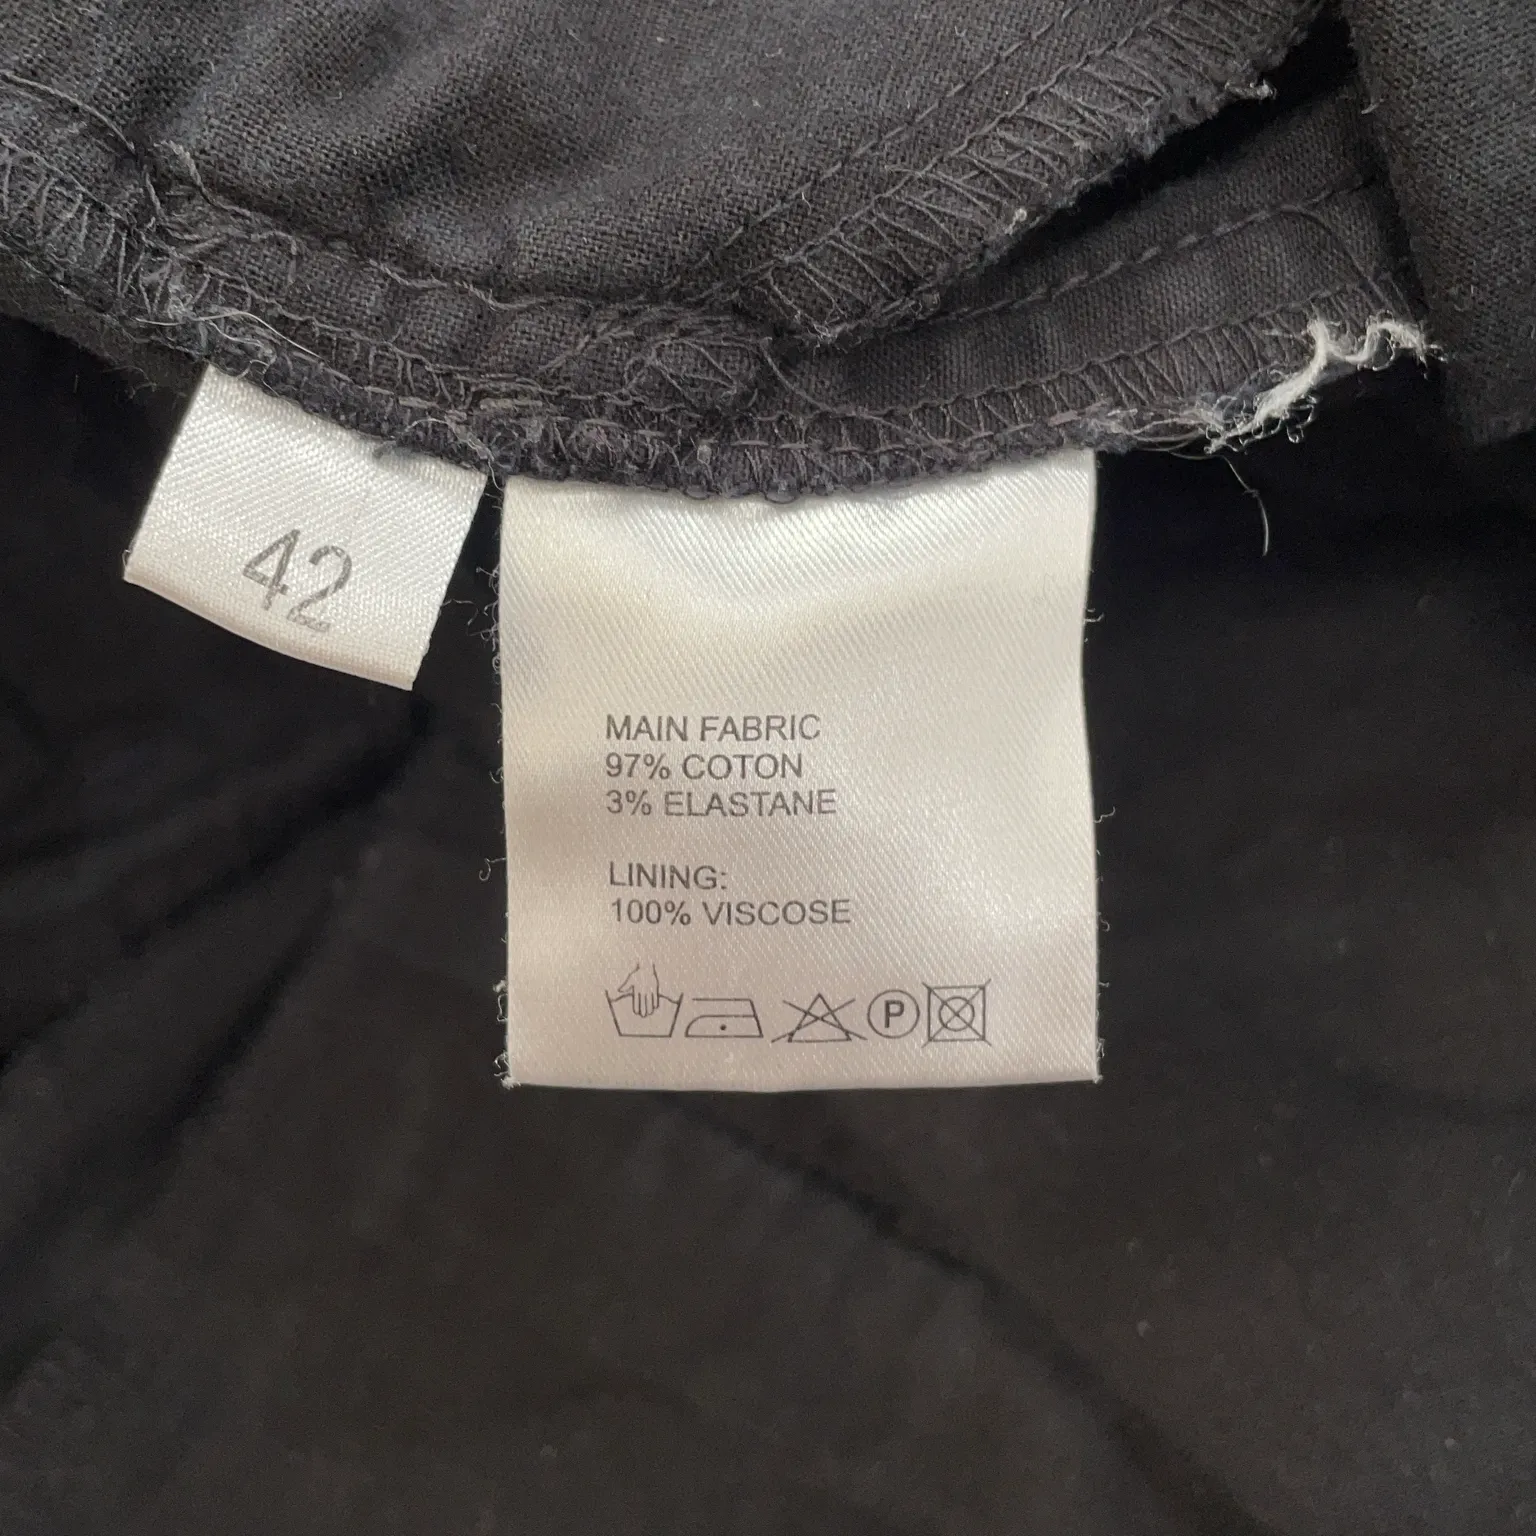 42
MAIN FABRIC
97% COTON
3% ELASTANE
LINING:
100% VISCOSE
P